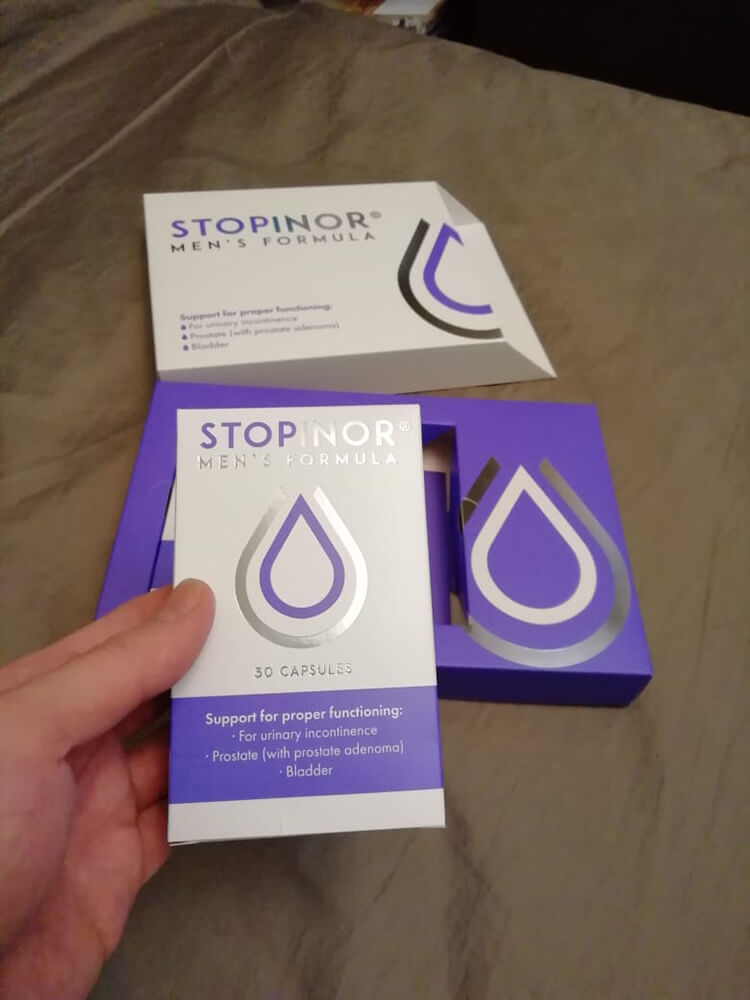 STOPINOR®
MEN'S FORMULA
Support for proper functioning:
For urinary incontinence
Prostate (with prostate adenoma)
Bladder
STOPINOR®
MEN'S FORMULA
30 CAPSULES
Support for proper functioning:
· For urinary incontinence
· Prostate (with prostate adenoma)
· Bladder